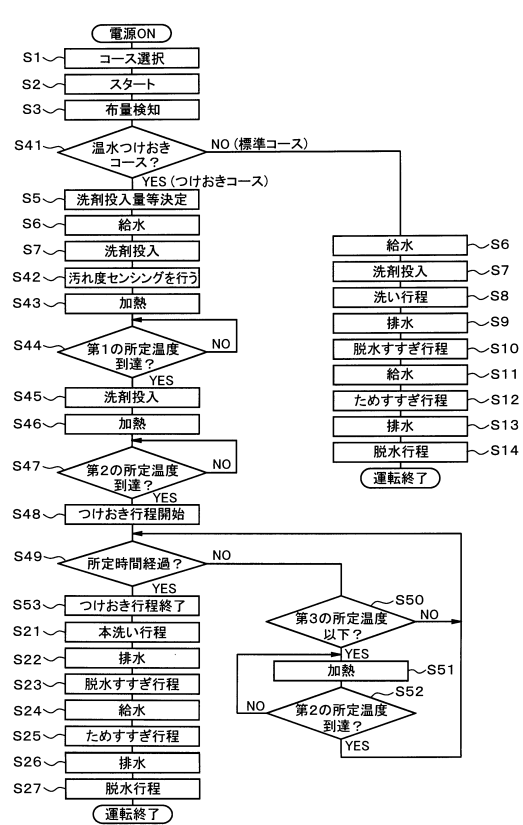 電源ON
S1 コース選択
S2 スタート
S3 布量検知
S41 温水つけおき
コース？
NO (標準コース)
YES (つけおきコース)
S5 洗剤投入量等決定
S6 給水
S7 洗剤投入
S42 汚れ度センシングを行う
S43 加熱
S44 第1の所定温度
到達？
NO
YES
S45 洗剤投入
S46 加熱
S47 第2の所定温度
到達？
NO
YES
S48 つけおき行程開始
S49 所定時間経過？
NO
YES
S53 つけおき行程終了
S21 本洗い行程
S22 排水
S23 脱水すすぎ行程
S24 給水
S25 ためすすぎ行程
S26 排水
S27 脱水行程
運転終了
給水 S6
洗剤投入 S7
洗い行程 S8
排水 S9
脱水すすぎ行程 S10
給水 S11
ためすすぎ行程 S12
排水 S13
脱水行程 S14
運転終了
S50
第3の所定温度
以下？
NO
YES
加熱 S51
S52
第2の所定温度
到達？
NO
YES